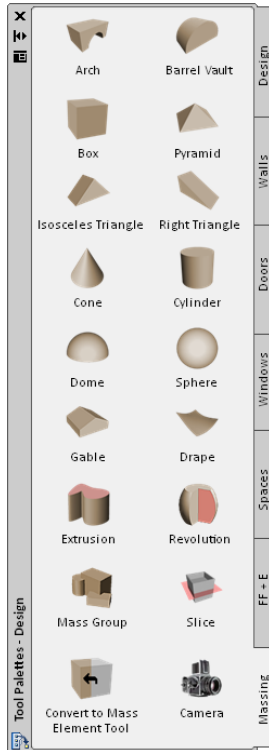 Arch
Barrel Vault
Box
Pyramid
Isosceles Triangle
Right Triangle
Cone
Cylinder
Dome
Sphere
Gable
Drape
Extrusion
Revolution
Mass Group
Slice
Convert to Mass
Element Tool
Camera
Design
Walls
Doors
Windows
Spaces
FF + E
Massing
Tool Palettes - Design